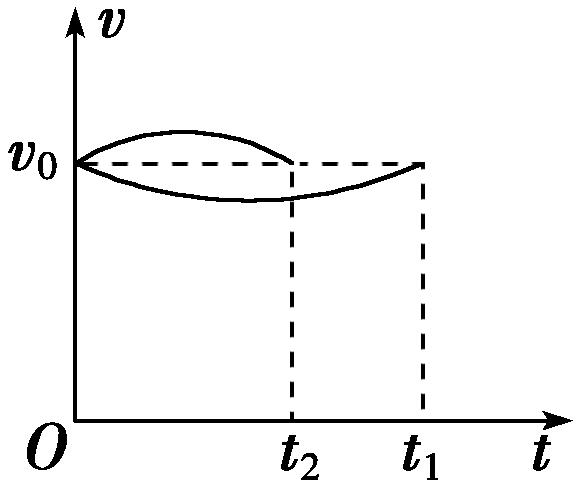 v
v₀
O
t₂ t₁ t